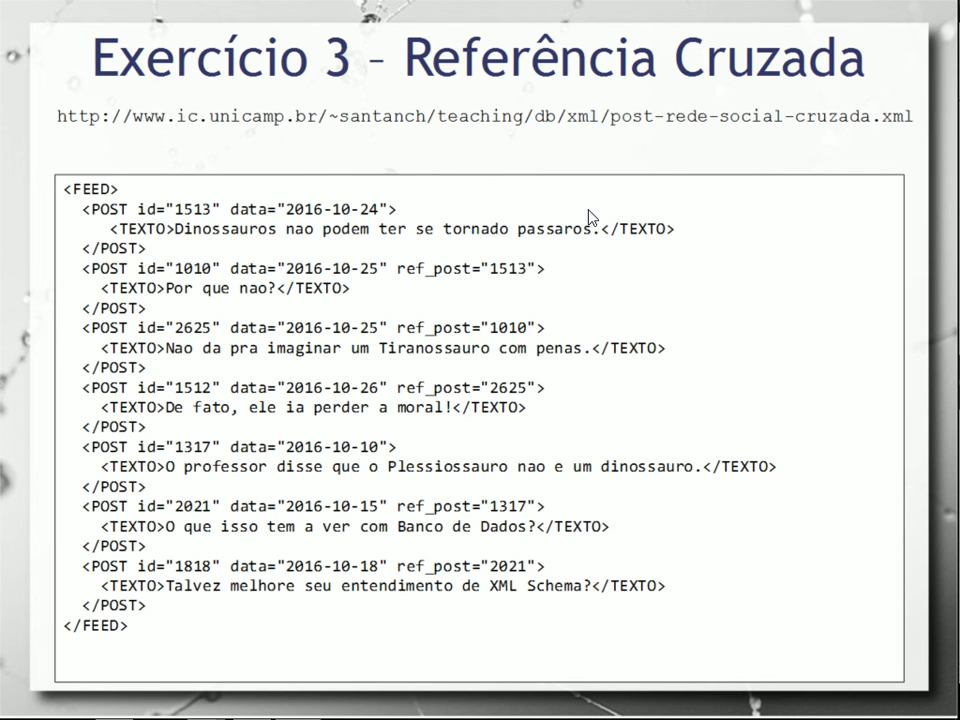 Exercício 3 – Referência Cruzada
http://www.ic.unicamp.br/~santanch/teaching/db/xml/post-rede-social-cruzada.xml
<FEED>
  <POST id="1513" data="2016-10-24">
     <TEXTO>Dinossauros nao podem ter se tornado passaros.</TEXTO>
  </POST>
  <POST id="1010" data="2016-10-25" ref_post="1513">
    <TEXTO>Por que nao?</TEXTO>
  </POST>
  <POST id="2625" data="2016-10-25" ref_post="1010">
    <TEXTO>Nao da pra imaginar um Tiranossauro com penas.</TEXTO>
  </POST>
  <POST id="1512" data="2016-10-26" ref_post="2625">
    <TEXTO>De fato, ele ia perder a moral!</TEXTO>
  </POST>
  <POST id="1317" data="2016-10-10">
    <TEXTO>O professor disse que o Plessiossauro nao e um dinossauro.</TEXTO>
  </POST>
  <POST id="2021" data="2016-10-15" ref_post="1317">
    <TEXTO>O que isso tem a ver com Banco de Dados?</TEXTO>
  </POST>
  <POST id="1818" data="2016-10-18" ref_post="2021">
    <TEXTO>Talvez melhore seu entendimento de XML Schema?</TEXTO>
  </POST>
</FEED>